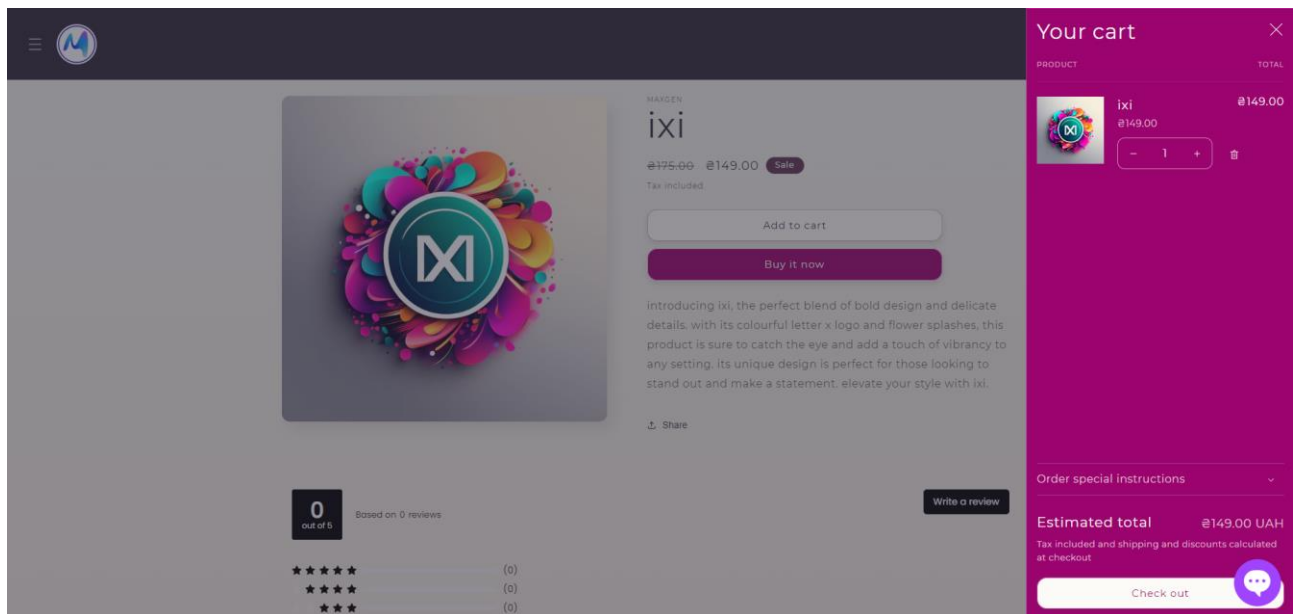 MAXGEN
ixi
₴175.00 ₴149.00 Sale
Tax included.
Add to cart
Buy it now
introducing ixi, the perfect blend of bold design and delicate
details. with its colourful letter x logo and flower splashes, this
product is sure to catch the eye and add a touch of vibrancy to
any setting. its unique design is perfect for those looking to
stand out and make a statement. elevate your style with ixi.
Share
0
out of 5
Based on 0 reviews
Write a review
(0)
(0)
(0)
Your cart
PRODUCT TOTAL
ixi ₴149.00
₴149.00
− 1 +
Order special instructions
Estimated total ₴149.00 UAH
Tax included and shipping and discounts calculated
at checkout
Check out